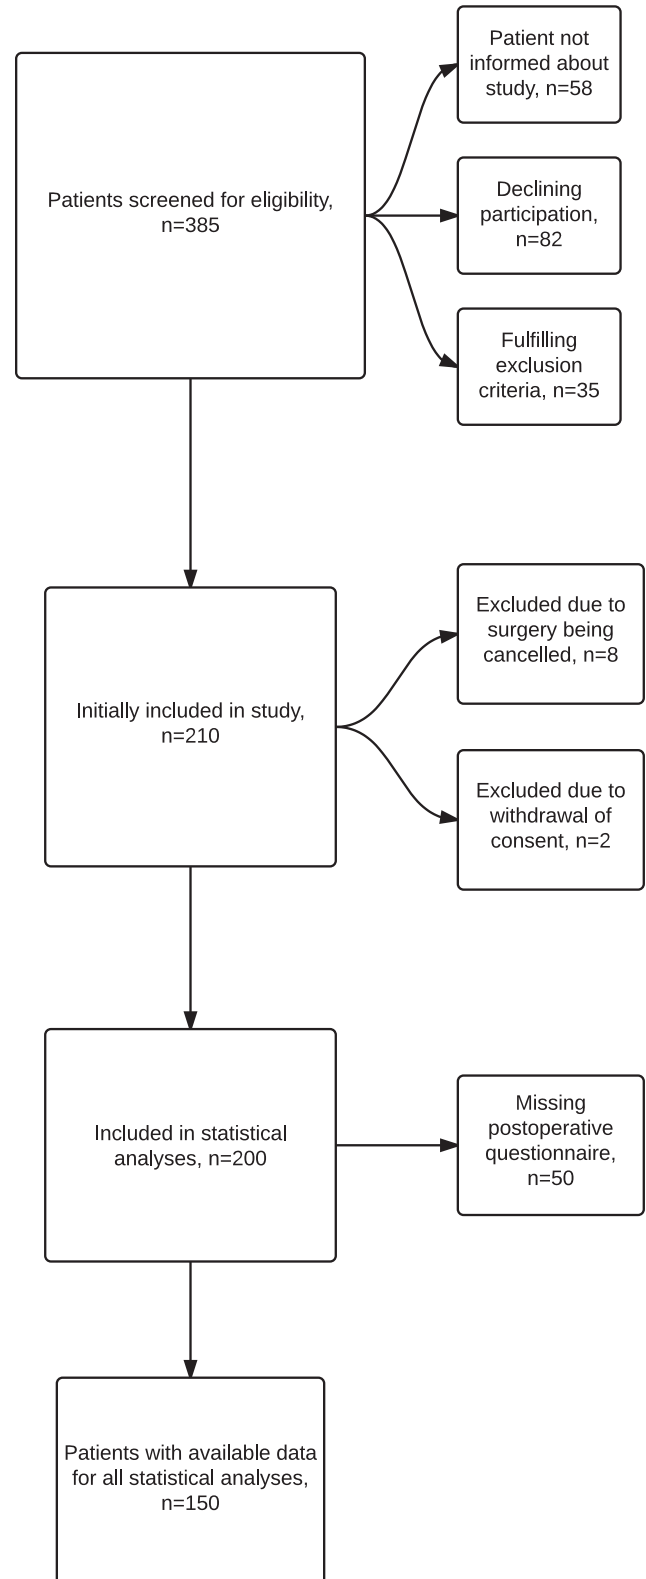 Patient not
informed about
study, n=58
Patients screened for eligibility,
n=385
Declining
participation,
n=82
Fulfilling
exclusion
criteria, n=35
Excluded due to
surgery being
cancelled, n=8
Initially included in study,
n=210
Excluded due to
withdrawal of
consent, n=2
Included in statistical
analyses, n=200
Missing
postoperative
questionnaire,
n=50
Patients with available data
for all statistical analyses,
n=150